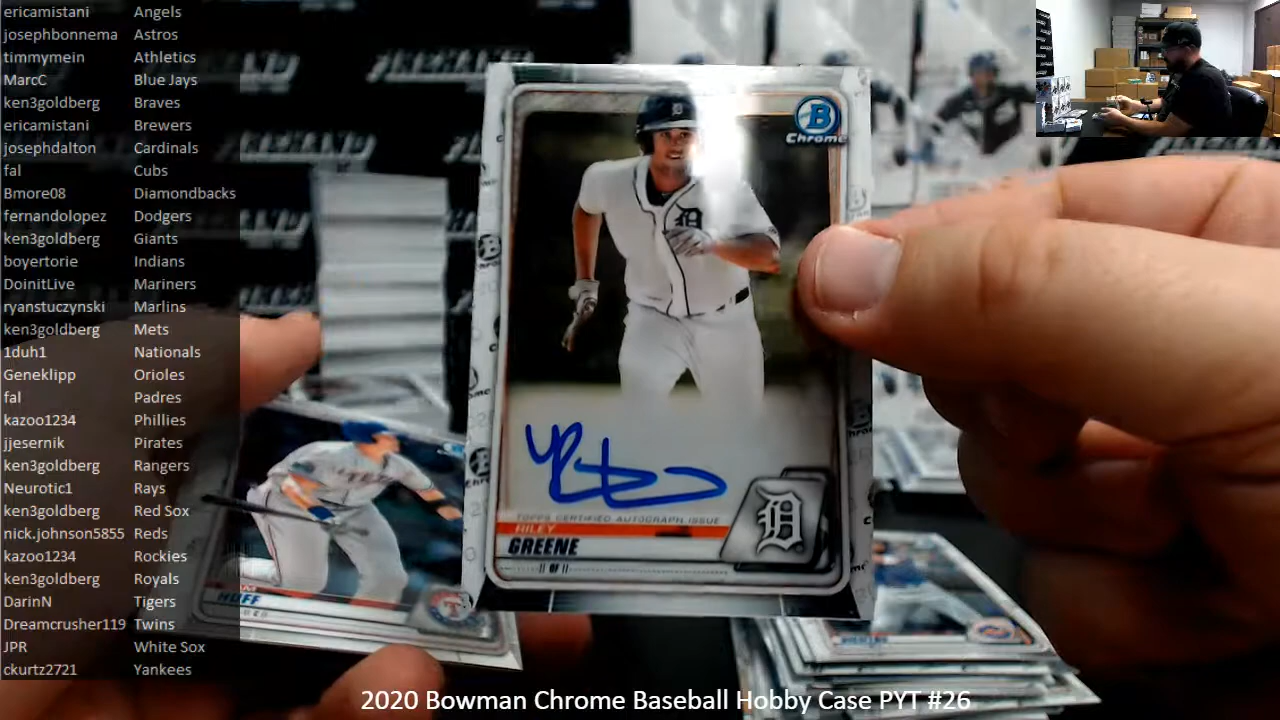 ericamistani Angels
josephbonnema Astros
timmymein Athletics
MarcC Blue Jays
ken3goldberg Braves
ericamistani Brewers
josephdalton Cardinals
fal Cubs
Bmore08 Diamondbacks
fernandolopez Dodgers
ken3goldberg Giants
boyertorie Indians
DoinitLive Mariners
ryanstuczynski Marlins
ken3goldberg Mets
1duh1 Nationals
Geneklipp Orioles
fal Padres
kazoo1234 Phillies
jjesernik Pirates
ken3goldberg Rangers
Neurotic1 Rays
ken3goldberg Red Sox
nick.johnson5855 Reds
kazoo1234 Rockies
ken3goldberg Royals
DarinN Tigers
Dreamcrusher119 Twins
JPR White Sox
ckurtz2721 Yankees
B
Chrome
D
TOPPS CERTIFIED AUTOGRAPH ISSUE
RILEY
GREENE
OF
D
HUFF
T
2020 Bowman Chrome Baseball Hobby Case PYT #26